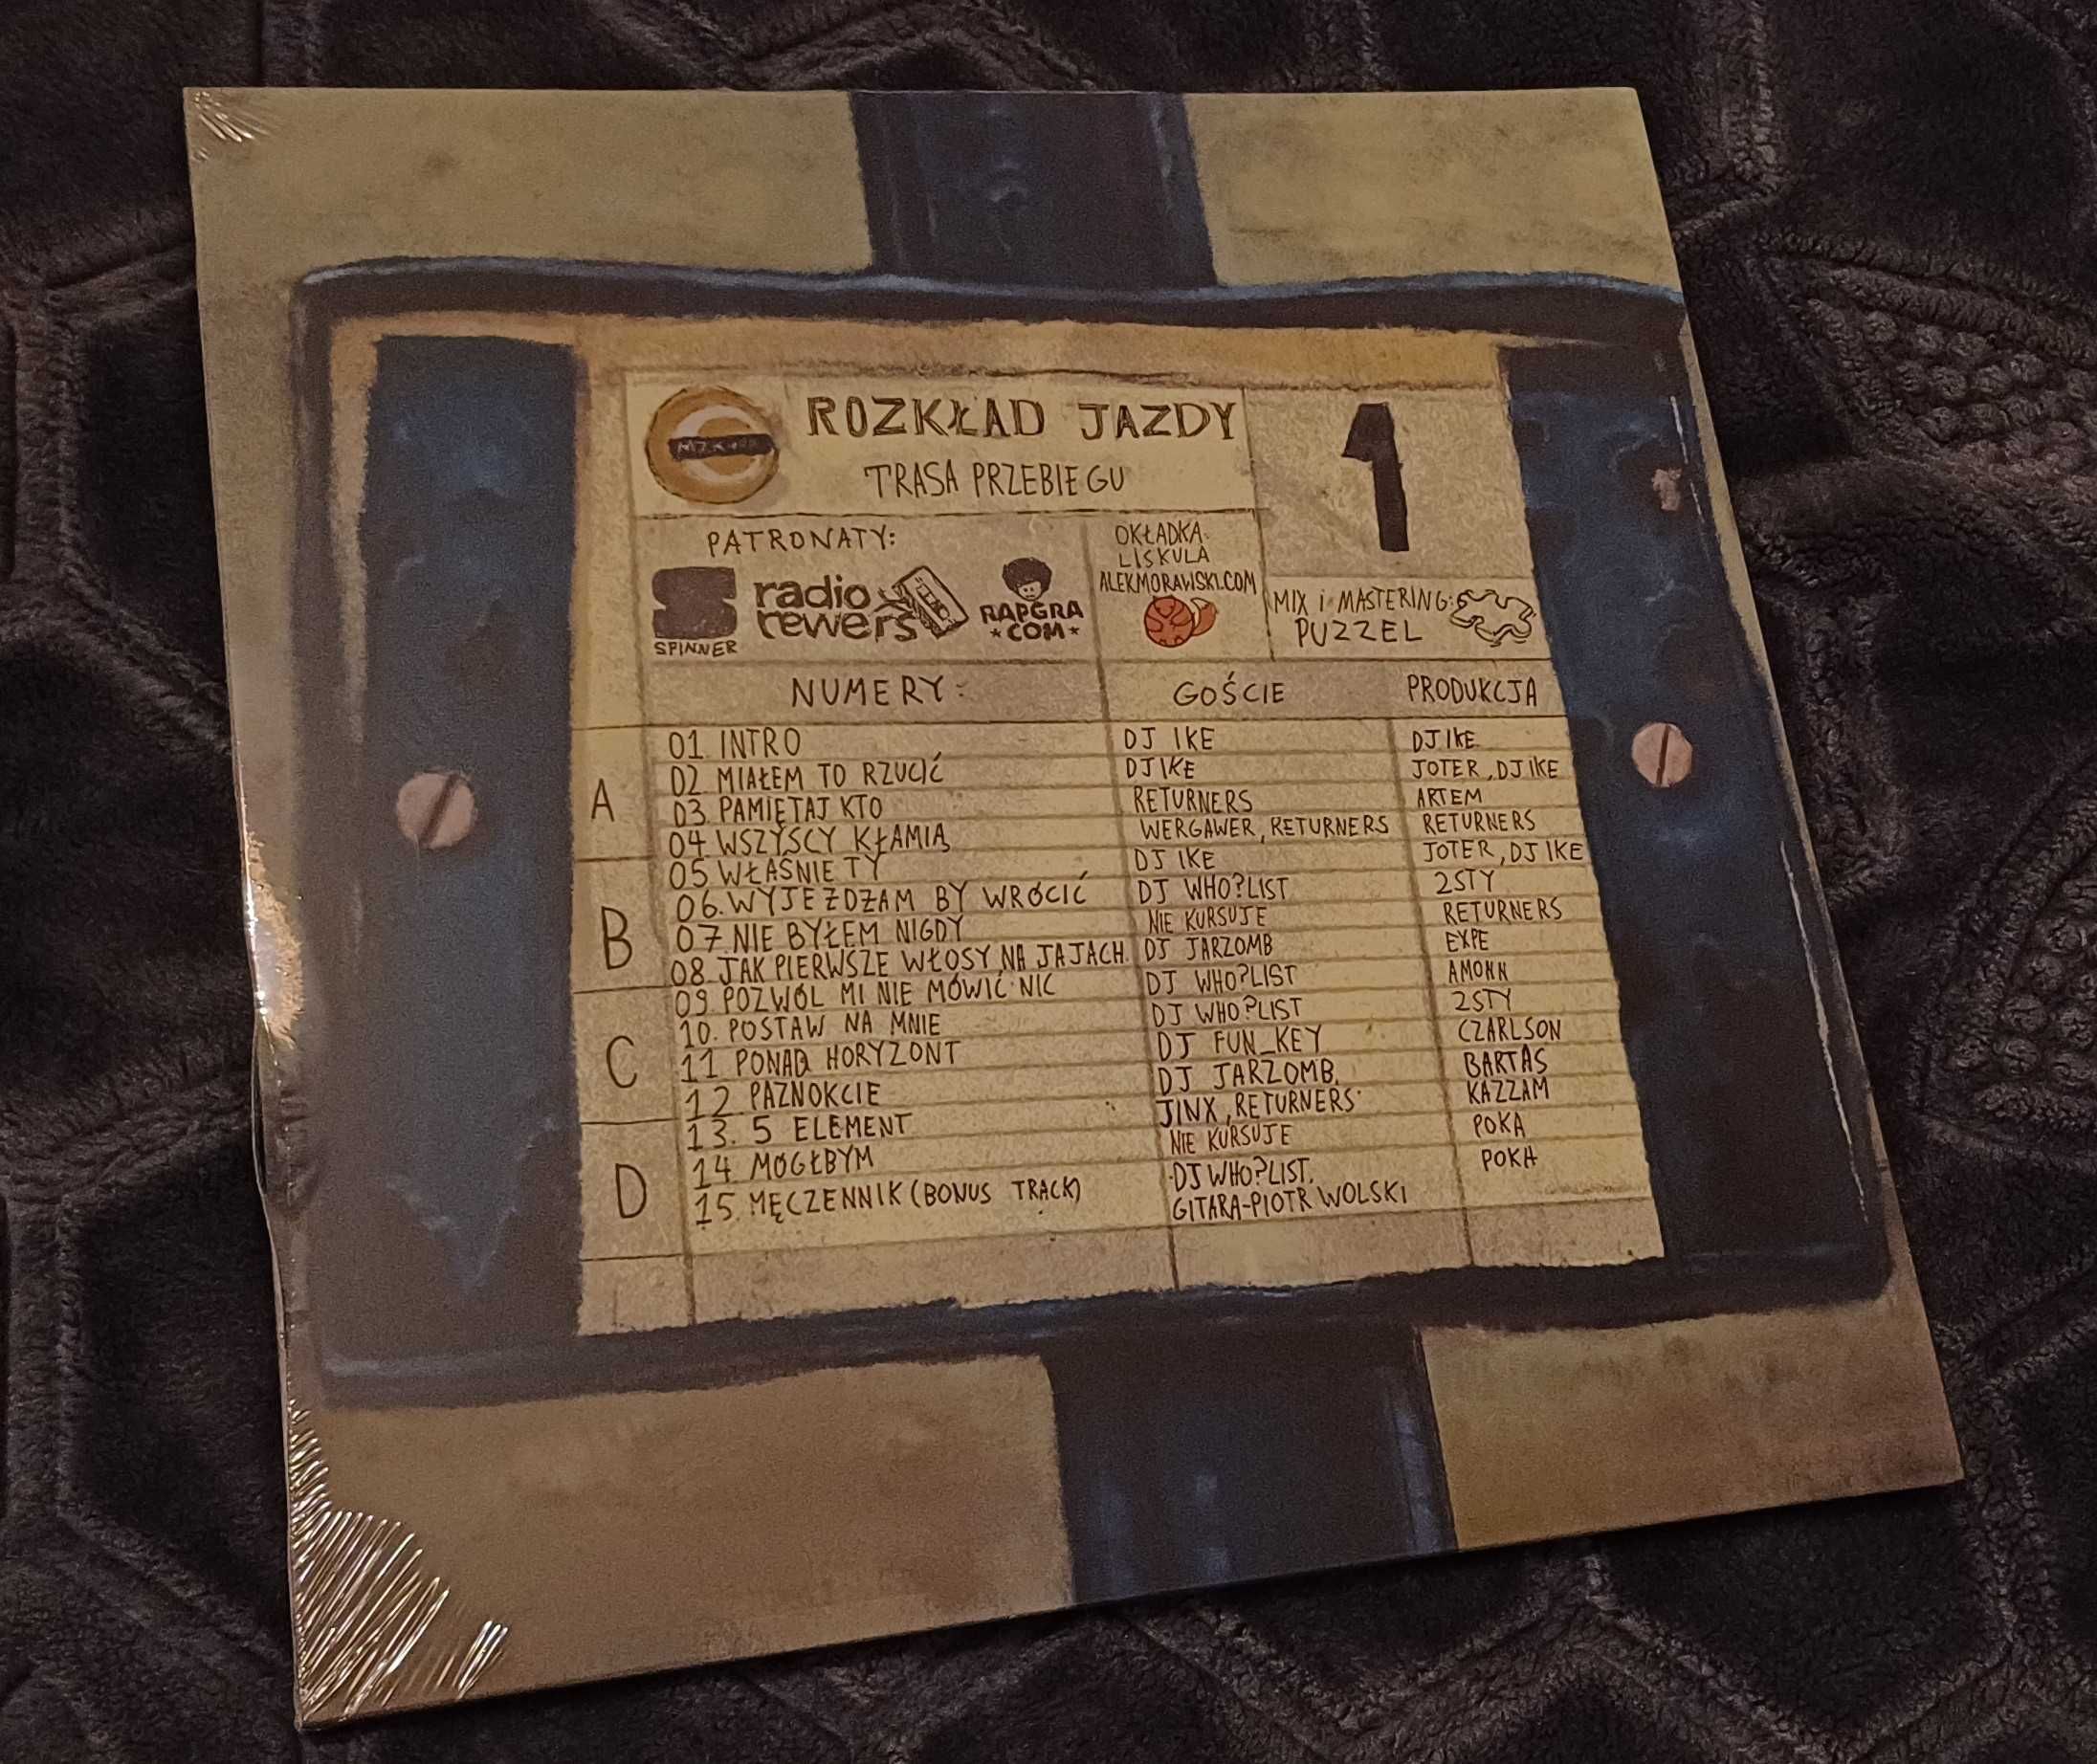 ROZKŁAD JAZDY
TRASA PRZEBIEGU
1
PATRONATY:
SPINNER
radio
rewers
RAPGRA
COM
OKŁADKA:
LISKULA
ALEKMORAWSKI.COM
MIX i MASTERING:
PUZZEL
NUMERY: GOŚCIE PRODUKCJA
A
01. INTRO DJ IKE DJ IKE
02. MIAŁEM TO RZUCIĆ DJ IKE JOTER, DJ IKE
03. PAMIĘTAJ KTO RETURNERS ARTEM
04. WSZYSCY KŁAMIĄ WERGAWER, RETURNERS RETURNERS
B
05 WŁAŚNIE TY DJ IKE JOTER, DJ IKE
06. WYJEŻDŻAM BY WRÓCIĆ DJ WHO?LIST 2STY
07 NIE BYŁEM NIGDY NIE KURSUJE RETURNERS
08. JAK PIERWSZE WŁOSY NA JAJACH DJ JARZOMB EXPE
C
09 POZWÓL MI NIE MÓWIĆ NIC DJ WHO?LIST AMONN
10. POSTAW NA MNIE DJ WHO?LIST 2STY
11 PONAD HORYZONT DJ FUN_KEY CZARLSON
12 PAZNOKCIE DJ JARZOMB. BARTAS
D
13. 5 ELEMENT JINX, RETURNERS KAZZAM
14. MÓGŁBYM NIE KURSUJE POKA
15. MĘCZENNIK (BONUS TRACK) DJ WHO?LIST. POKA
GITARA-PIOTR WOLSKI